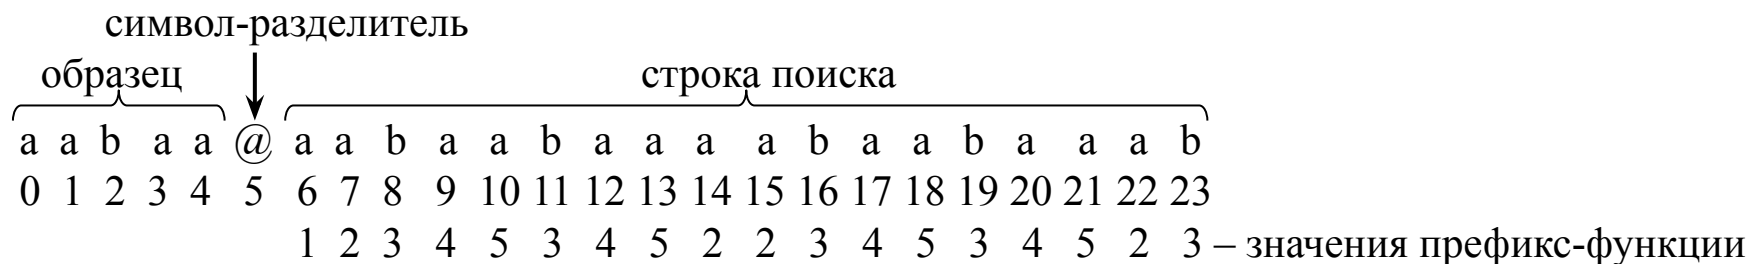 символ-разделитель
образец строка поиска
a a b a a @ a a b a a b a a a a b a a b a a a b
0 1 2 3 4 5 6 7 8 9 10 11 12 13 14 15 16 17 18 19 20 21 22 23
1 2 3 4 5 3 4 5 2 2 3 4 5 3 4 5 2 3 – значения префикс-функции